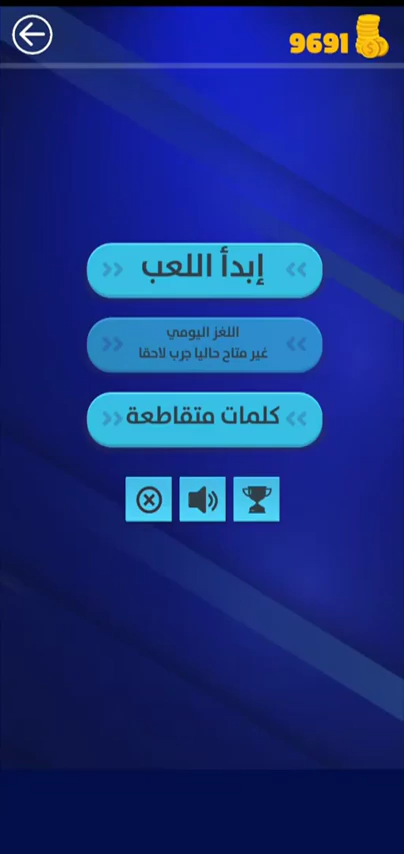 9691
إبدأ اللعب
اللغز اليومي
غير متاح حاليا جرب لاحقا
كلمات متقاطعة